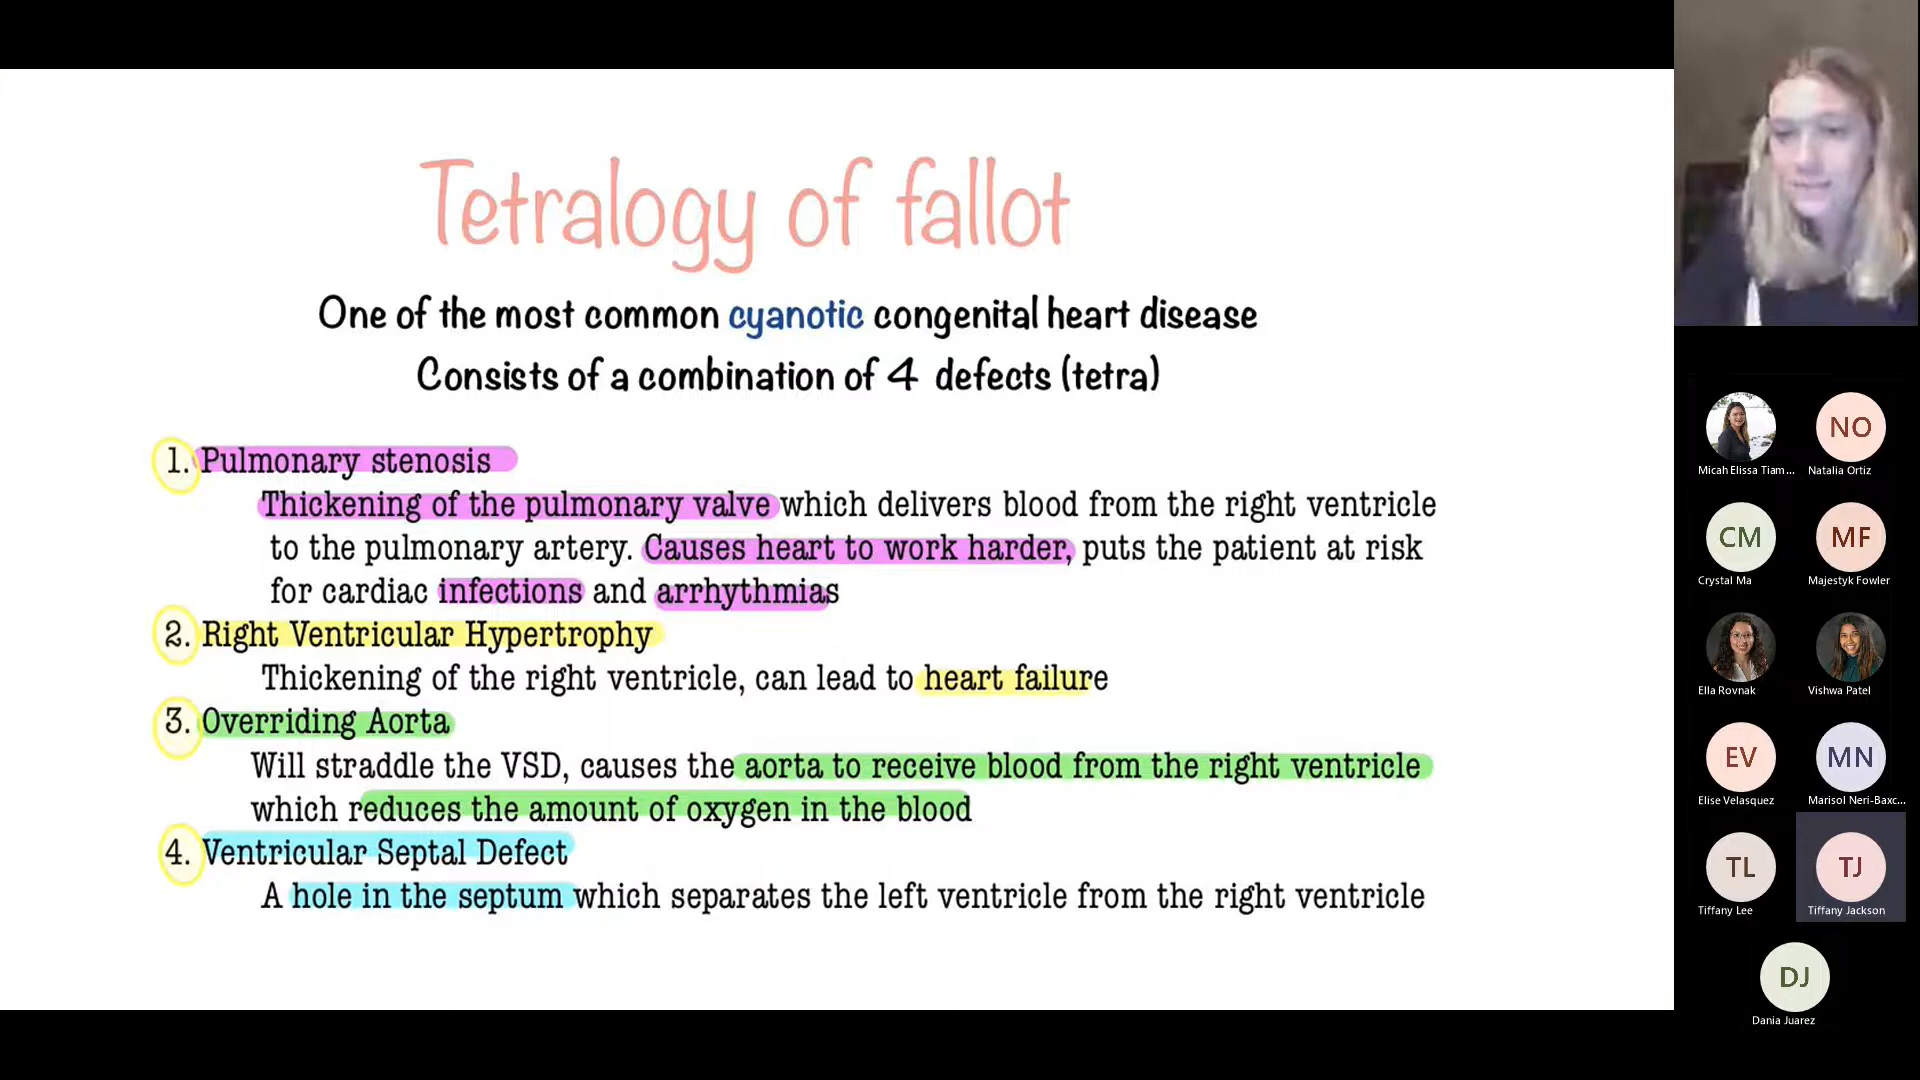 Tetralogy of fallot
One of the most common cyanotic congenital heart disease
Consists of a combination of 4 defects (tetra)
1. Pulmonary stenosis
Thickening of the pulmonary valve which delivers blood from the right ventricle
to the pulmonary artery. Causes heart to work harder, puts the patient at risk
for cardiac infections and arrhythmias
2. Right Ventricular Hypertrophy
Thickening of the right ventricle, can lead to heart failure
3. Overriding Aorta
Will straddle the VSD, causes the aorta to receive blood from the right ventricle
which reduces the amount of oxygen in the blood
4. Ventricular Septal Defect
A hole in the septum which separates the left ventricle from the right ventricle
NO
Micah Elissa Tiam... Natalia Ortiz
CM MF
Crystal Ma Majestyk Fowler
Ella Rovnak Vishwa Patel
EV MN
Elise Velasquez Marisol Neri-Baxc...
TL TJ
Tiffany Lee Tiffany Jackson
DJ
Dania Juarez